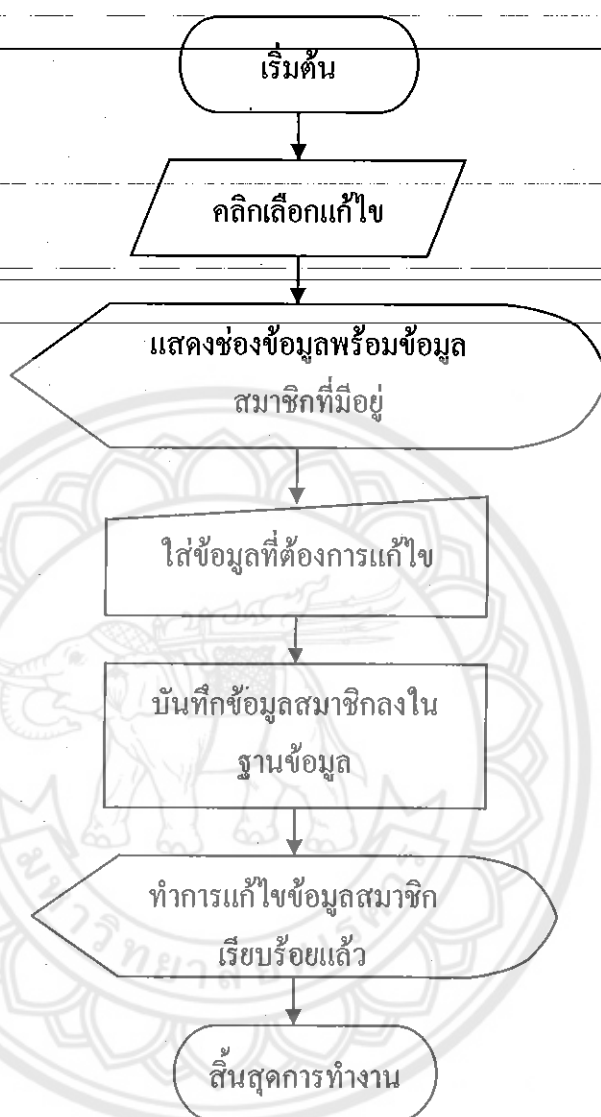 เริ่มต้น
คลิกเลือกแก้ไข
แสดงช่องข้อมูลพร้อมข้อมูล
สมาชิกที่มีอยู่
ใส่ข้อมูลที่ต้องการแก้ไข
บันทึกข้อมูลสมาชิกลงใน
ฐานข้อมูล
ทำการแก้ไขข้อมูลสมาชิก
เรียบร้อยแล้ว
สิ้นสุดการทำงาน